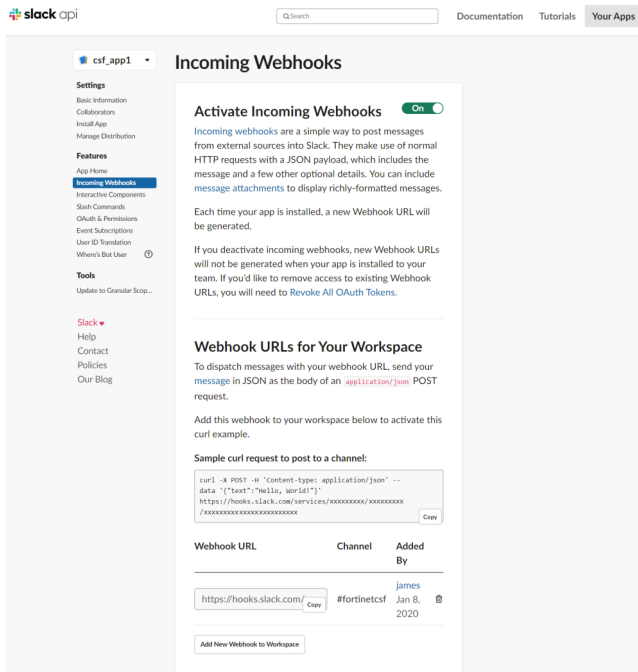 slack api
Search
Documentation
Tutorials
Your Apps
csf_app1
Settings
Basic Information
Collaborators
Install App
Manage Distribution
Features
App Home
Incoming Webhooks
Interactive Components
Slash Commands
OAuth & Permissions
Event Subscriptions
User ID Translation
Where's Bot User
Tools
Update to Granular Scop...
Slack
Help
Contact
Policies
Our Blog
Incoming Webhooks
Activate Incoming Webhooks
On
Incoming webhooks are a simple way to post messages
from external sources into Slack. They make use of normal
HTTP requests with a JSON payload, which includes the
message and a few other optional details. You can include
message attachments to display richly-formatted messages.
Each time your app is installed, a new Webhook URL will
be generated.
If you deactivate incoming webhooks, new Webhook URLs
will not be generated when your app is installed to your
team. If you'd like to remove access to existing Webhook
URLs, you will need to Revoke All OAuth Tokens.
Webhook URLs for Your Workspace
To dispatch messages with your webhook URL, send your
message in JSON as the body of an application/json POST
request.
Add this webhook to your workspace below to activate this
curl example.
Sample curl request to post to a channel:
curl -X POST -H 'Content-type: application/json' --
data '{"text":"Hello, World!"}'
https://hooks.slack.com/services/xxxxxxxxx/xxxxxxxxx
/xxxxxxxxxxxxxxxxxxxxxxxx
Copy
Webhook URL
Channel
Added
By
https://hooks.slack.com/
Copy
#fortinetcsf
james
Jan 8,
2020
Add New Webhook to Workspace